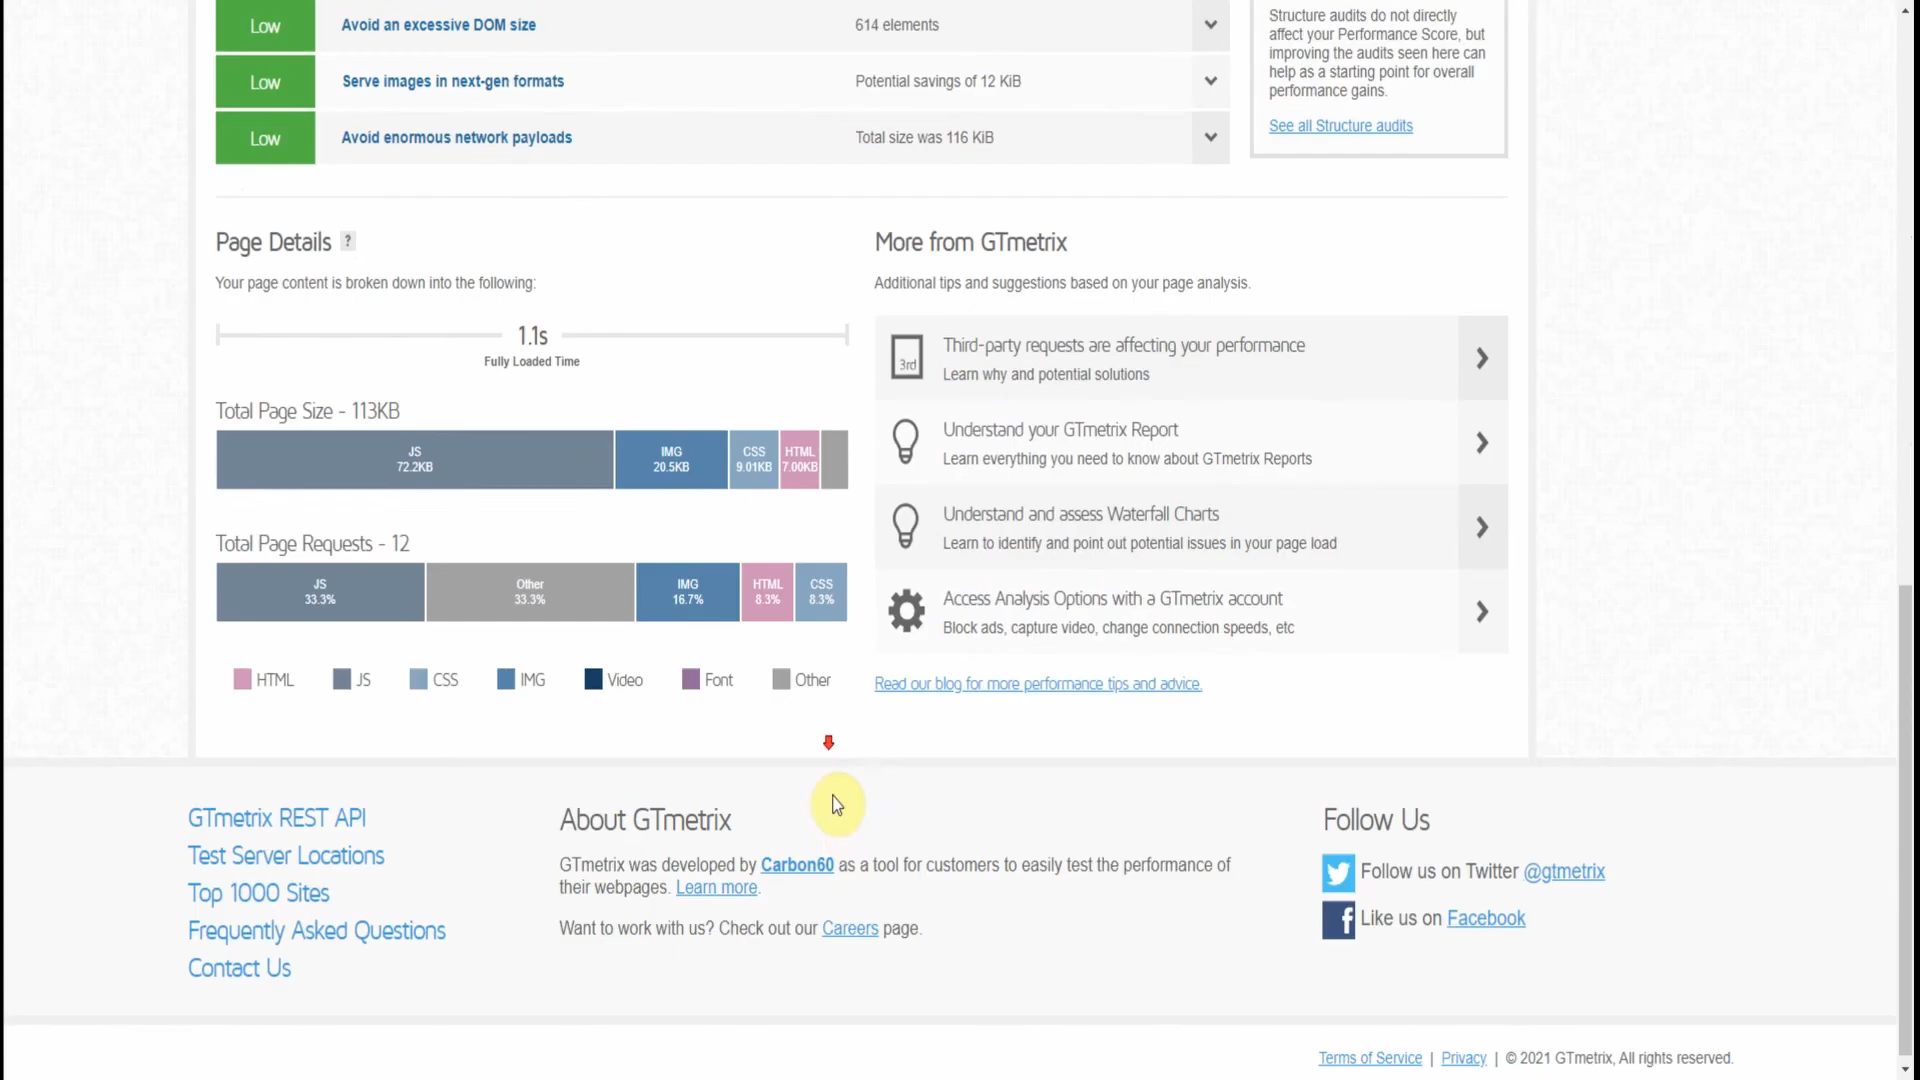 Low Avoid an excessive DOM size 614 elements
Low Serve images in next-gen formats Potential savings of 12 KiB
Low Avoid enormous network payloads Total size was 116 KiB
Structure audits do not directly
affect your Performance Score, but
improving the audits seen here can
help as a starting point for overall
performance gains.
See all Structure audits
Page Details ?
Your page content is broken down into the following:
1.1s
Fully Loaded Time
Total Page Size - 113KB
JS IMG CSS HTML
72.2KB 20.5KB 9.01KB 7.00KB
Total Page Requests - 12
JS Other IMG HTML CSS
33.3% 33.3% 16.7% 8.3% 8.3%
HTML JS CSS IMG Video Font Other
More from GTmetrix
Additional tips and suggestions based on your page analysis.
3rd
Third-party requests are affecting your performance
Learn why and potential solutions
Understand your GTmetrix Report
Learn everything you need to know about GTmetrix Reports
Understand and assess Waterfall Charts
Learn to identify and point out potential issues in your page load
Access Analysis Options with a GTmetrix account
Block ads, capture video, change connection speeds, etc
Read our blog for more performance tips and advice.
GTmetrix REST API
Test Server Locations
Top 1000 Sites
Frequently Asked Questions
Contact Us
About GTmetrix
GTmetrix was developed by Carbon60 as a tool for customers to easily test the performance of
their webpages. Learn more.
Want to work with us? Check out our Careers page.
Follow Us
Follow us on Twitter @gtmetrix
Like us on Facebook
Terms of Service | Privacy | © 2021 GTmetrix, All rights reserved.